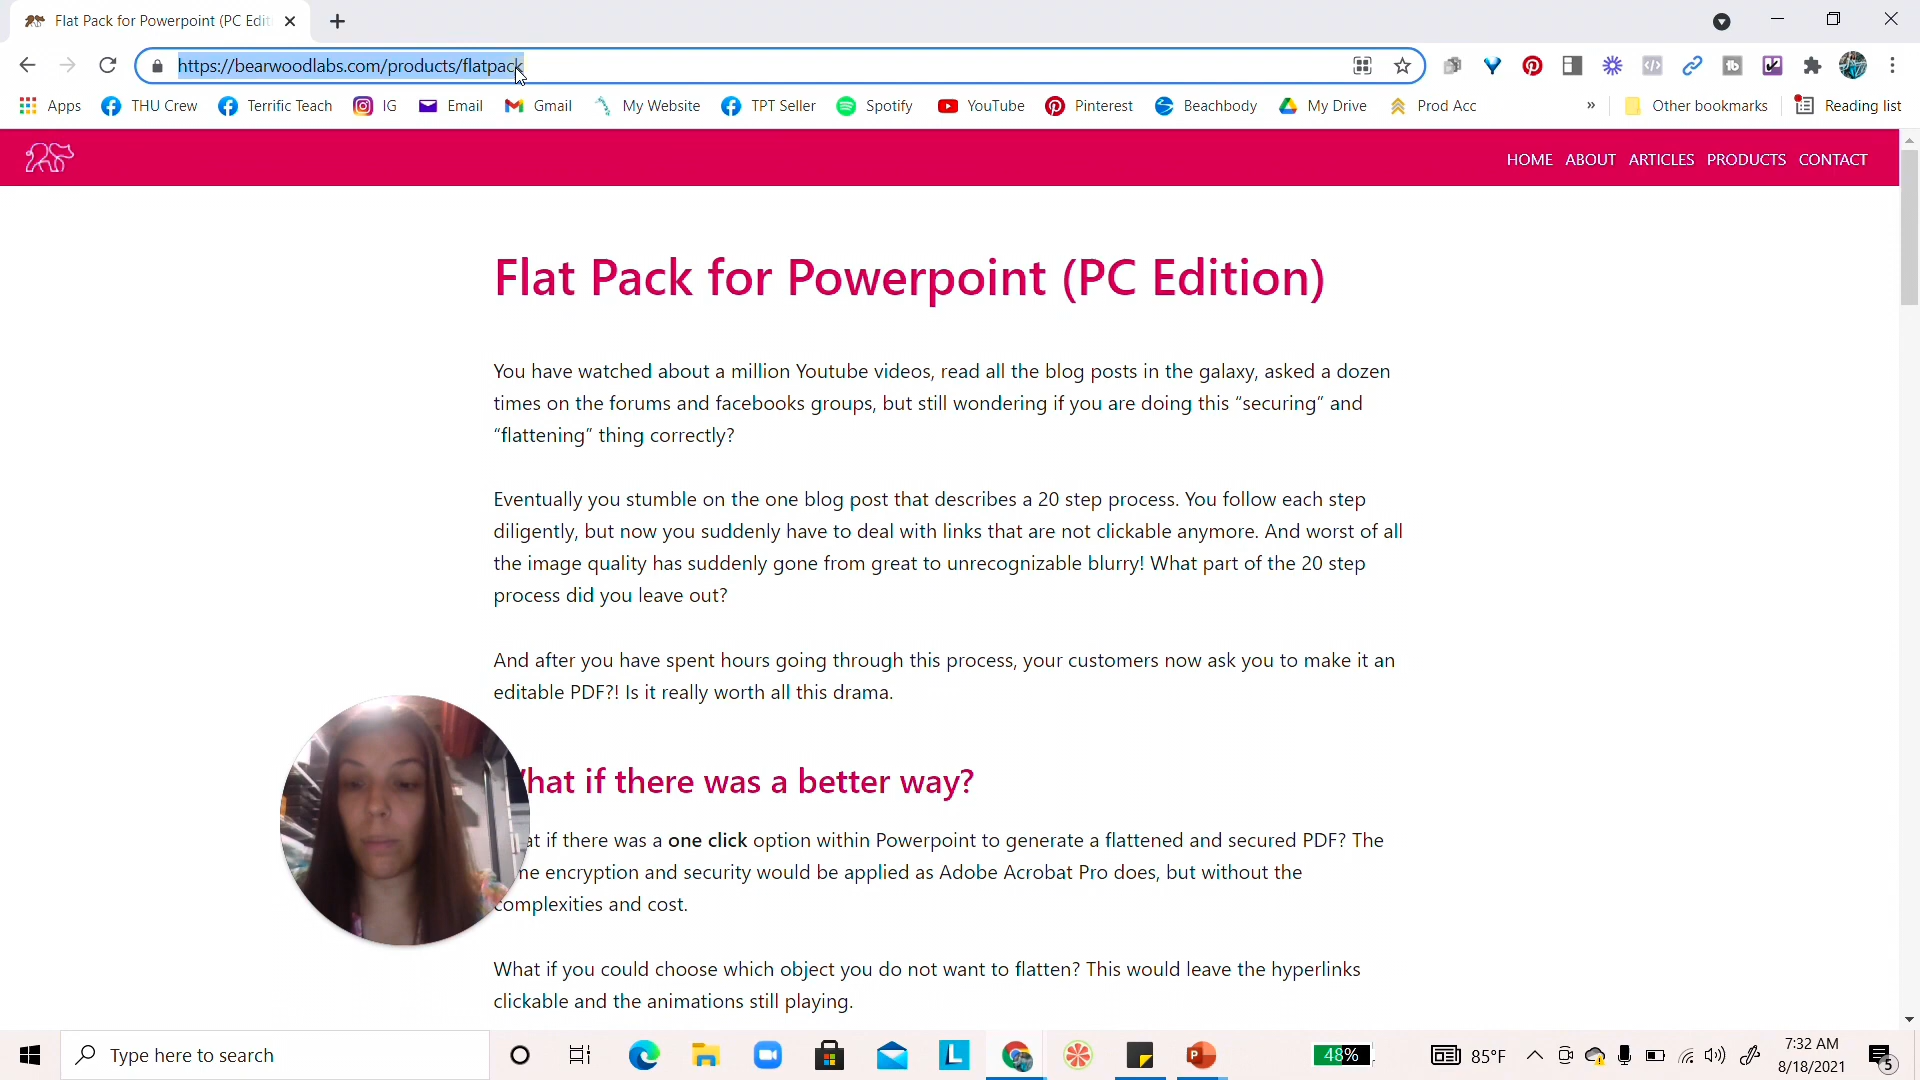 Flat Pack for Powerpoint (PC Edit
https://bearwoodlabs.com/products/flatpack
Apps THU Crew Terrific Teach IG Email Gmail My Website TPT Seller Spotify YouTube Pinterest Beachbody My Drive Prod Acc » Other bookmarks Reading list
HOME ABOUT ARTICLES PRODUCTS CONTACT
Flat Pack for Powerpoint (PC Edition)
You have watched about a million Youtube videos, read all the blog posts in the galaxy, asked a dozen
times on the forums and facebooks groups, but still wondering if you are doing this “securing” and
“flattening” thing correctly?
Eventually you stumble on the one blog post that describes a 20 step process. You follow each step
diligently, but now you suddenly have to deal with links that are not clickable anymore. And worst of all
the image quality has suddenly gone from great to unrecognizable blurry! What part of the 20 step
process did you leave out?
And after you have spent hours going through this process, your customers now ask you to make it an
editable PDF?! Is it really worth all this drama.
hat if there was a better way?
at if there was a one click option within Powerpoint to generate a flattened and secured PDF? The
ne encryption and security would be applied as Adobe Acrobat Pro does, but without the
complexities and cost.
What if you could choose which object you do not want to flatten? This would leave the hyperlinks
clickable and the animations still playing.
Type here to search 48% 85°F 7:32 AM
8/18/2021 5